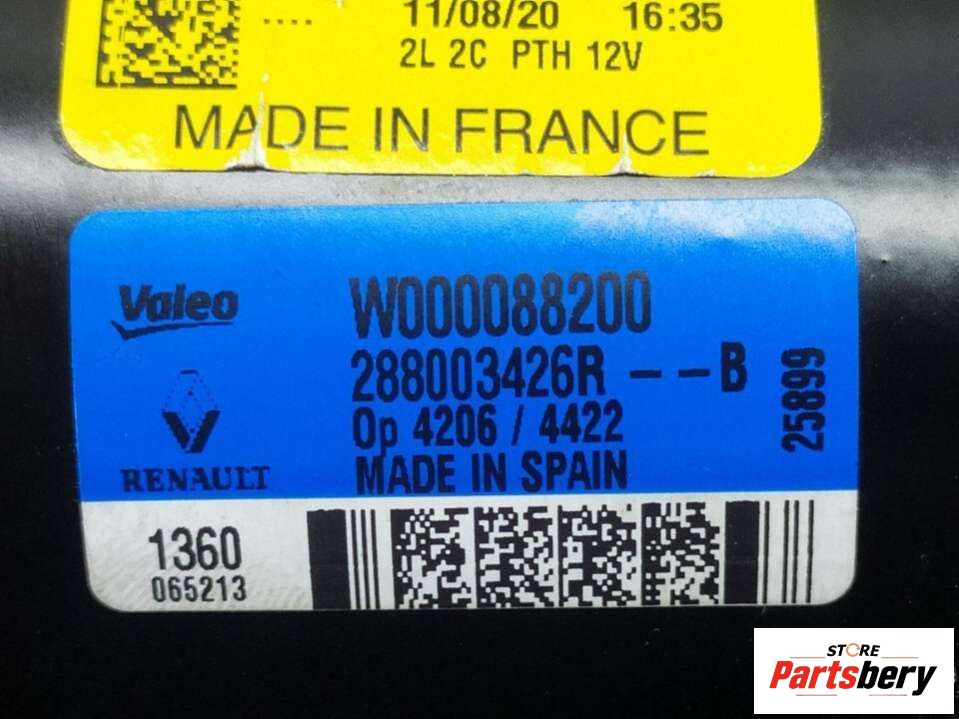 .... 11/08/20 16:35
2L 2C PTH 12V
MADE IN FRANCE
Valeo
W000088200
288003426R -- B
Op 4206 / 4422
MADE IN SPAIN
RENAULT
25899
1360
065213
STORE
Partsbery